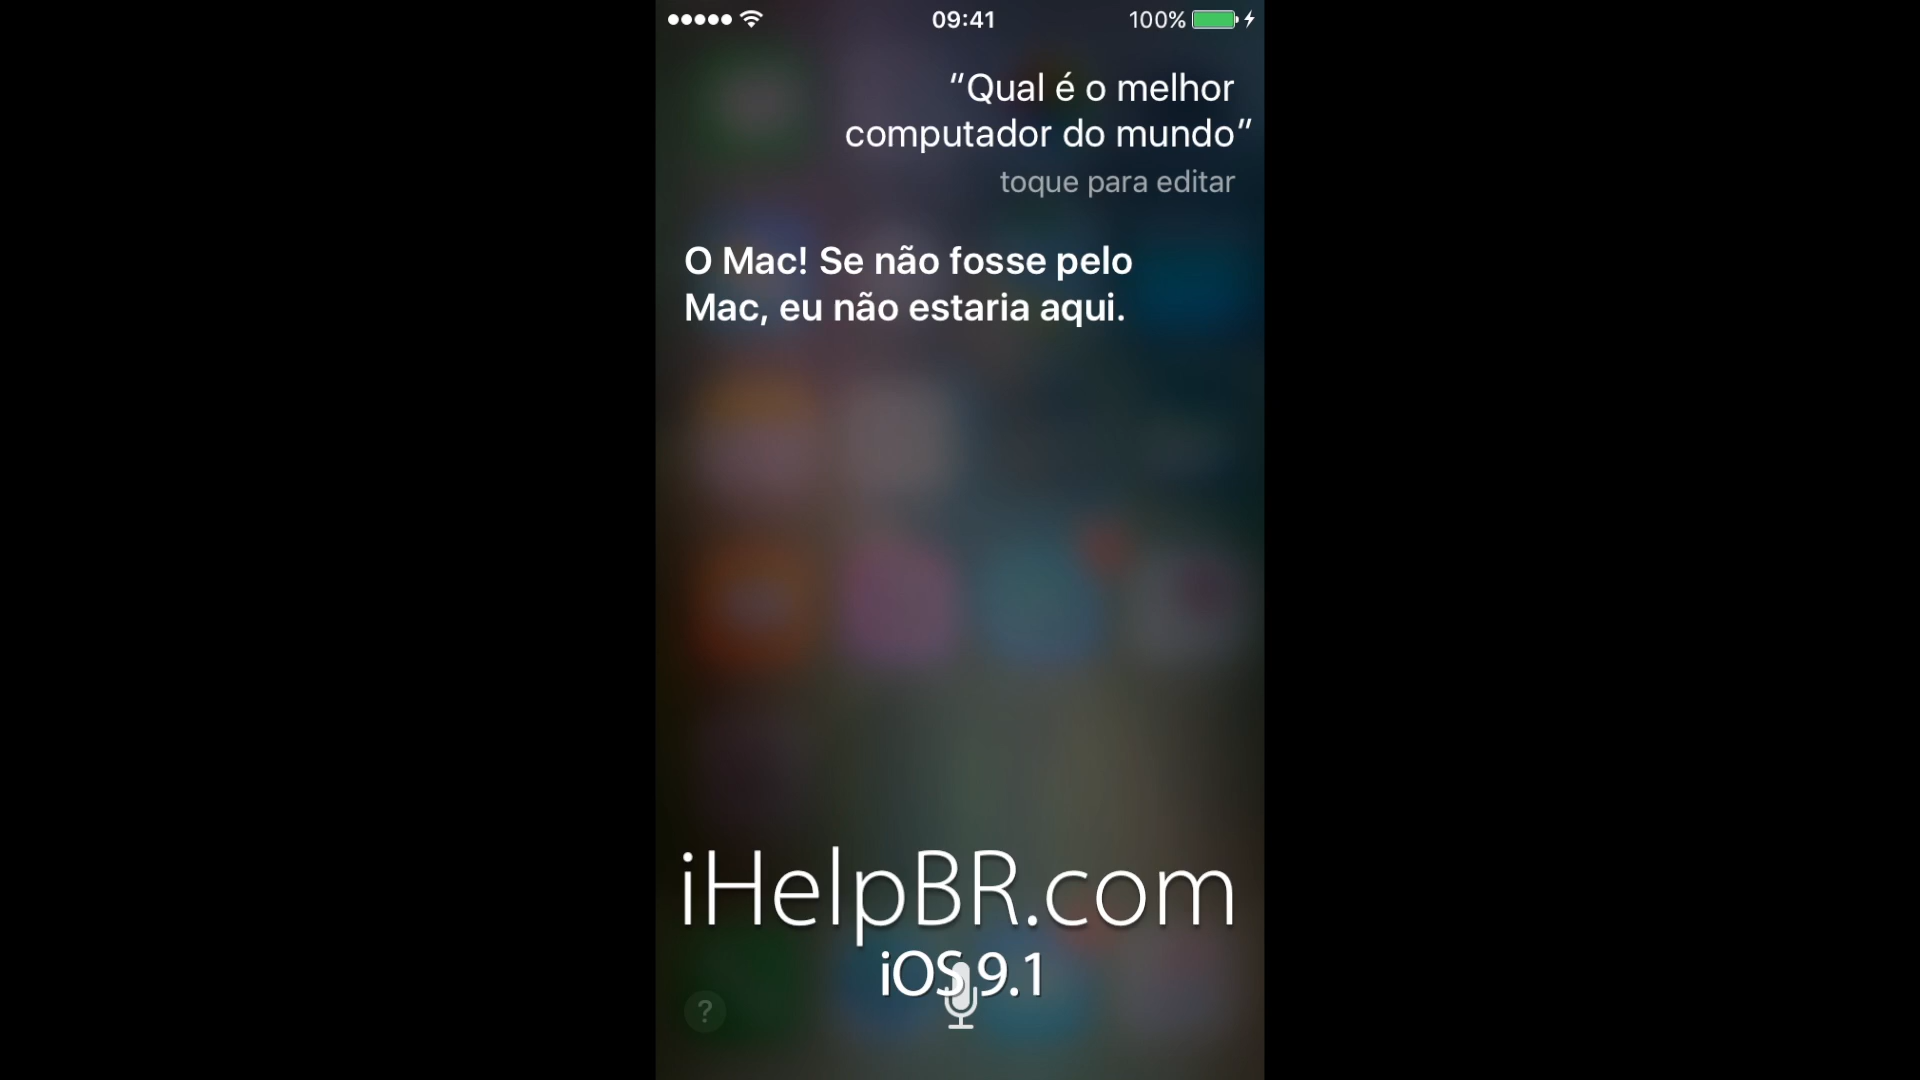 09:41
100%
"Qual é o melhor
computador do mundo"
toque para editar
O Mac! Se não fosse pelo
Mac, eu não estaria aqui.
iHelpBR.com
iOS 9.1
?